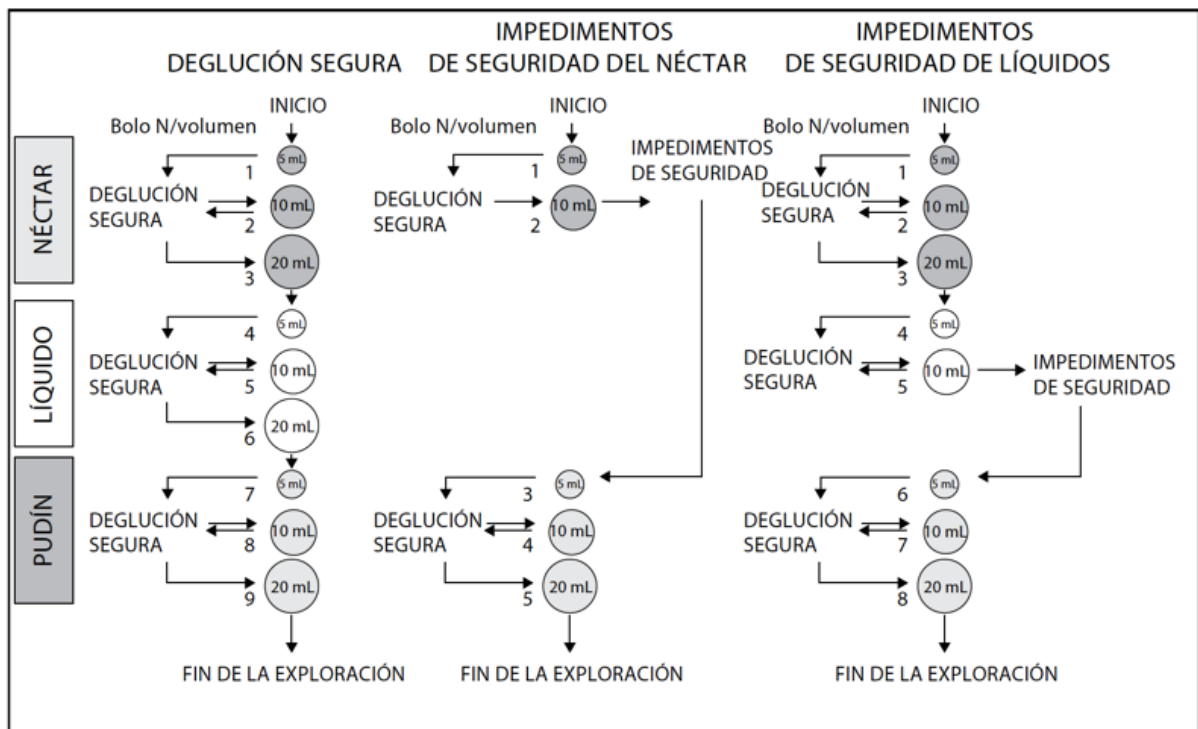 DEGLUCIÓN SEGURA
IMPEDIMENTOS
DE SEGURIDAD DEL NÉCTAR
IMPEDIMENTOS
DE SEGURIDAD DE LÍQUIDOS
NÉCTAR
LÍQUIDO
PUDÍN
INICIO
Bolo N/volumen
5 mL
1
DEGLUCIÓN
SEGURA
10 mL
2
20 mL
3
5 mL
4
DEGLUCIÓN
SEGURA
10 mL
5
20 mL
6
5 mL
7
DEGLUCIÓN
SEGURA
10 mL
8
20 mL
9
FIN DE LA EXPLORACIÓN
INICIO
Bolo N/volumen
5 mL
1
DEGLUCIÓN
SEGURA
10 mL
2
IMPEDIMENTOS
DE SEGURIDAD
5 mL
3
DEGLUCIÓN
SEGURA
10 mL
4
20 mL
5
FIN DE LA EXPLORACIÓN
INICIO
Bolo N/volumen
5 mL
1
DEGLUCIÓN
SEGURA
10 mL
2
20 mL
3
5 mL
4
DEGLUCIÓN
SEGURA
10 mL
5
IMPEDIMENTOS
DE SEGURIDAD
5 mL
6
DEGLUCIÓN
SEGURA
10 mL
7
20 mL
8
FIN DE LA EXPLORACIÓN